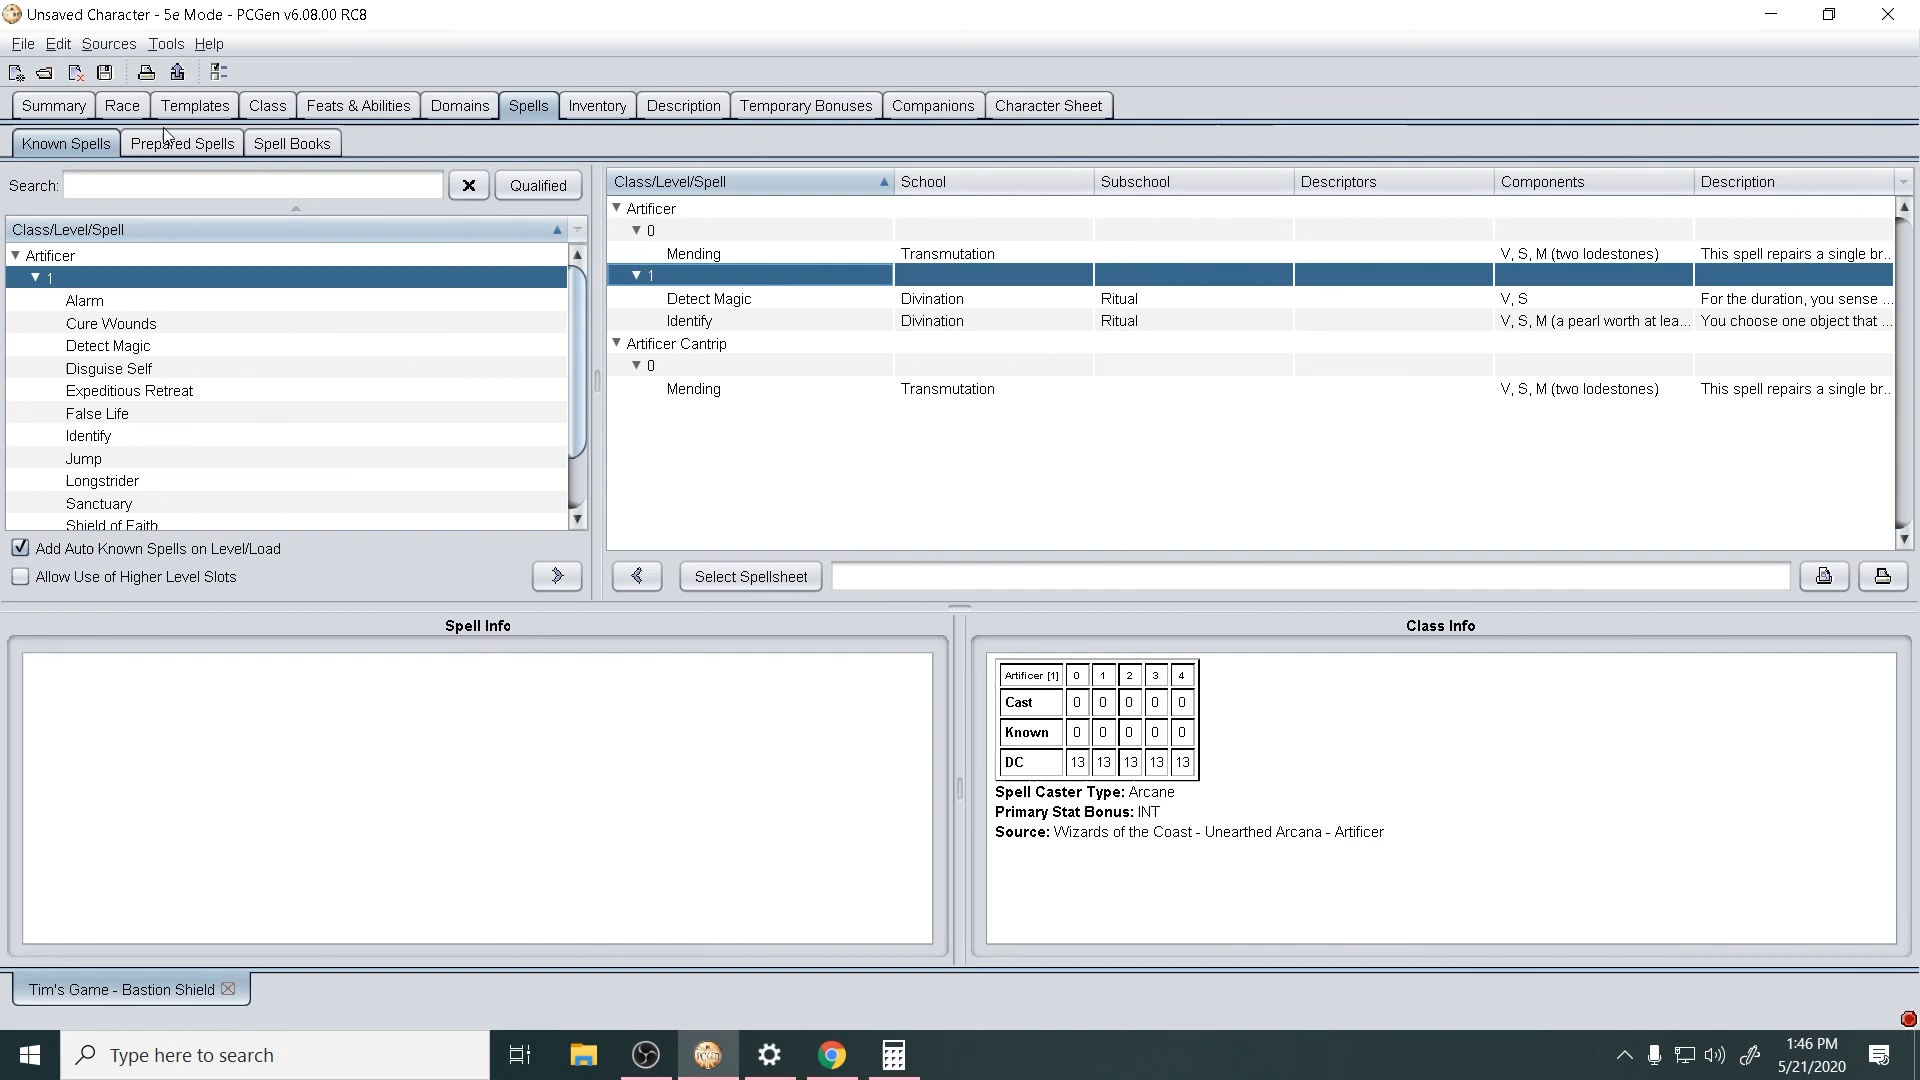 Unsaved Character - 5e Mode - PCGen v6.08.00 RC8
File Edit Sources Tools Help
Summary Race Templates Class Feats & Abilities Domains Spells Inventory Description Temporary Bonuses Companions Character Sheet
Known Spells Prepared Spells Spell Books
Search: Qualified
Class/Level/Spell School Subschool Descriptors Components Description
Class/Level/Spell
Artificer
1
Alarm
Cure Wounds
Detect Magic
Disguise Self
Expeditious Retreat
False Life
Identify
Jump
Longstrider
Sanctuary
Shield of Faith
Artificer
0
Mending Transmutation V, S, M (two lodestones) This spell repairs a single br...
1
Detect Magic Divination Ritual V, S For the duration, you sense ...
Identify Divination Ritual V, S, M (a pearl worth at lea... You choose one object that ...
Artificer Cantrip
0
Mending Transmutation V, S, M (two lodestones) This spell repairs a single br...
Add Auto Known Spells on Level/Load
Allow Use of Higher Level Slots
Select Spellsheet
Spell Info
Class Info
Artificer [1] 0 1 2 3 4
Cast 0 0 0 0 0
Known 0 0 0 0 0
DC 13 13 13 13 13
Spell Caster Type: Arcane
Primary Stat Bonus: INT
Source: Wizards of the Coast - Unearthed Arcana - Artificer
Tim's Game - Bastion Shield
Type here to search
1:46 PM
5/21/2020